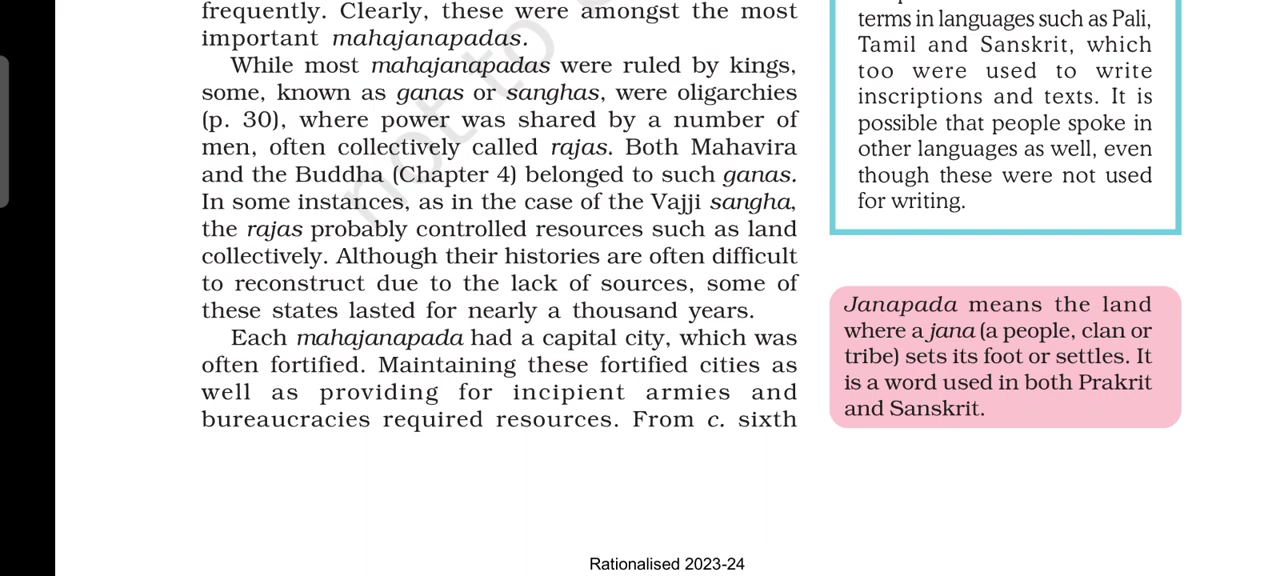 frequently. Clearly, these were amongst the most
important mahajanapadas.
While most mahajanapadas were ruled by kings,
some, known as ganas or sanghas, were oligarchies
(p. 30), where power was shared by a number of
men, often collectively called rajas. Both Mahavira
and the Buddha (Chapter 4) belonged to such ganas.
In some instances, as in the case of the Vajji sangha,
the rajas probably controlled resources such as land
collectively. Although their histories are often difficult
to reconstruct due to the lack of sources, some of
these states lasted for nearly a thousand years.
Each mahajanapada had a capital city, which was
often fortified. Maintaining these fortified cities as
well as providing for incipient armies and
bureaucracies required resources. From c. sixth
terms in languages such as Pali,
Tamil and Sanskrit, which
too were used to write
inscriptions and texts. It is
possible that people spoke in
other languages as well, even
though these were not used
for writing.
Janapada means the land
where a jana (a people, clan or
tribe) sets its foot or settles. It
is a word used in both Prakrit
and Sanskrit.
not to
Rationalised 2023-24